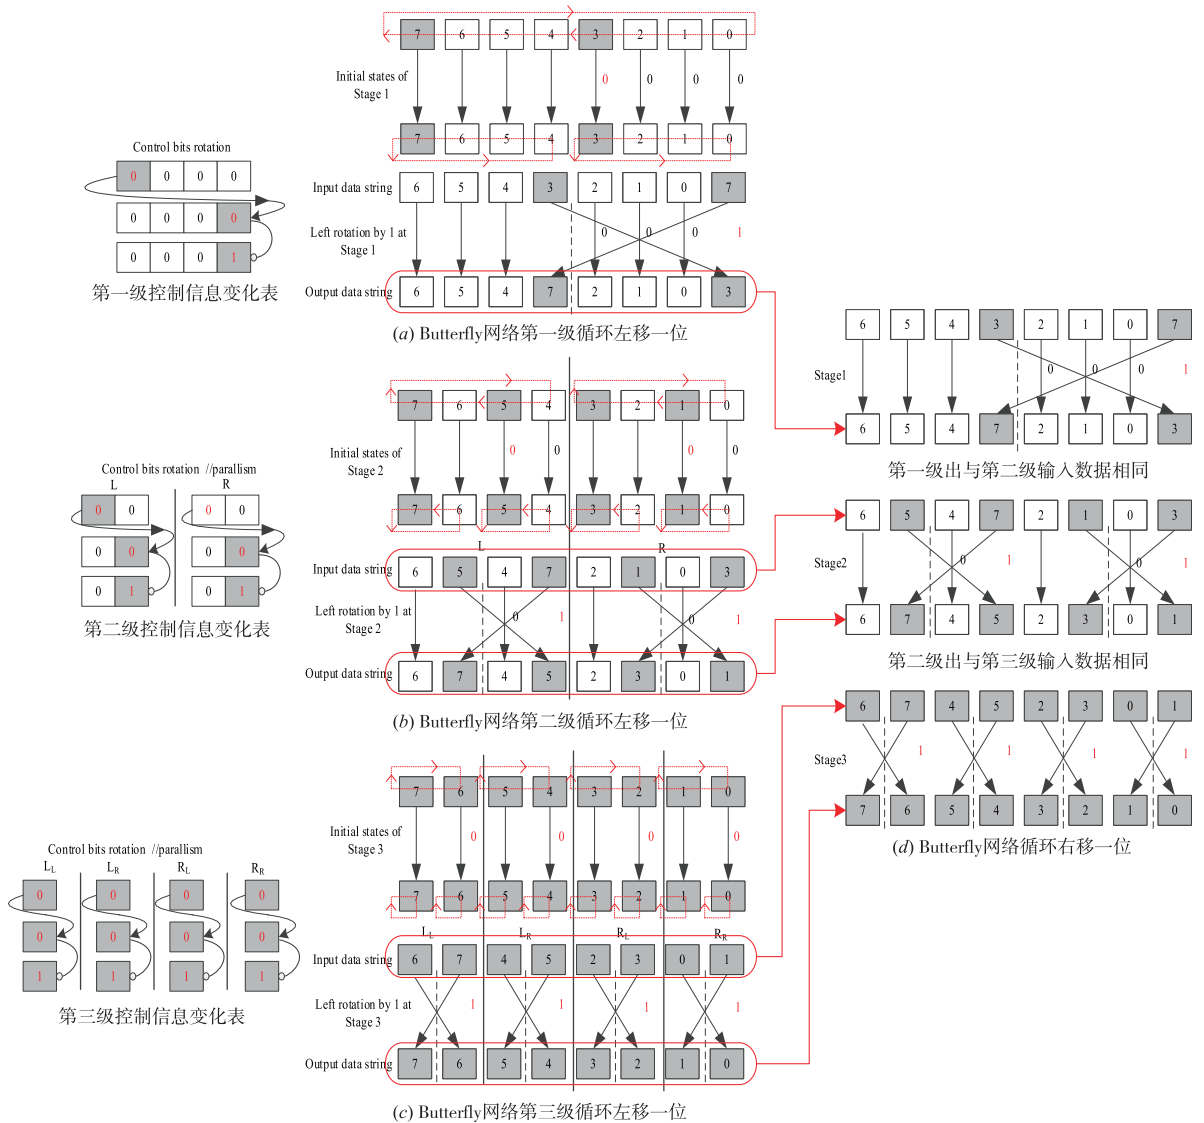 7 6 5 4 3 2 1 0
Initial states of
Stage 1
0 0 0 0
7 6 5 4 3 2 1 0
Control bits rotation
0 0 0 0
0 0 0 0
0 0 0 1
第一级控制信息变化表
Input data string 6 5 4 3 2 1 0 7
Left rotation by 1 at
Stage 1
0 0 0 1
Output data string 6 5 4 7 2 1 0 3
(a) Butterfly网络第一级循环左移一位
7 6 5 4 3 2 1 0
Initial states of
Stage 2
0 0 0 0
7 6 5 4 3 2 1 0
Control bits rotation //parallism
L R
0 0 0 0
0 0 0 0
0 1 0 1
第二级控制信息变化表
L R
Input data string 6 5 4 7 2 1 0 3
Left rotation by 1 at
Stage 2
0 1 0 1
Output data string 6 7 4 5 2 3 0 1
(b) Butterfly网络第二级循环左移一位
7 6 5 4 3 2 1 0
Initial states of
Stage 3
0 0 0 0
7 6 5 4 3 2 1 0
Control bits rotation //parallism
LL LR RL RR
0 0 0 0
0 0 0 0
1 1 1 1
第三级控制信息变化表
LL LR RL RR
Input data string 6 7 4 5 2 3 0 1
Left rotation by 1 at
Stage 3
1 1 1 1
Output data string 7 6 5 4 3 2 1 0
(c) Butterfly网络第三级循环左移一位
6 5 4 3 2 1 0 7
Stage1
0 0 0 1
6 5 4 7 2 1 0 3
第一级出与第二级输入数据相同
6 5 4 7 2 1 0 3
Stage2
0 1 0 1
6 7 4 5 2 3 0 1
第二级出与第三级输入数据相同
6 7 4 5 2 3 0 1
Stage3
1 1 1 1
7 6 5 4 3 2 1 0
(d) Butterfly网络循环右移一位